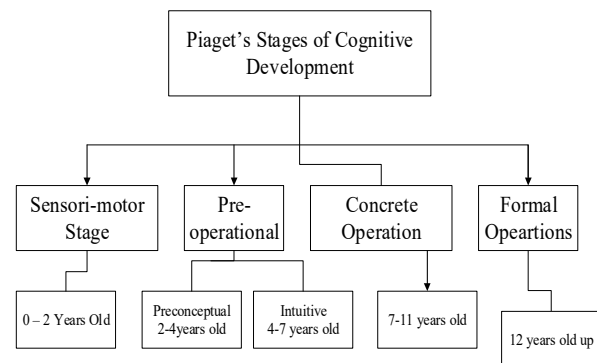 Piaget's Stages of Cognitive
Development
Sensori-motor
Stage
Pre-
operational
Concrete
Operation
Formal
Opeartions
0 – 2 Years Old
Preconceptual
2-4years old
Intuitive
4-7 years old
7-11 years old
12 years old up